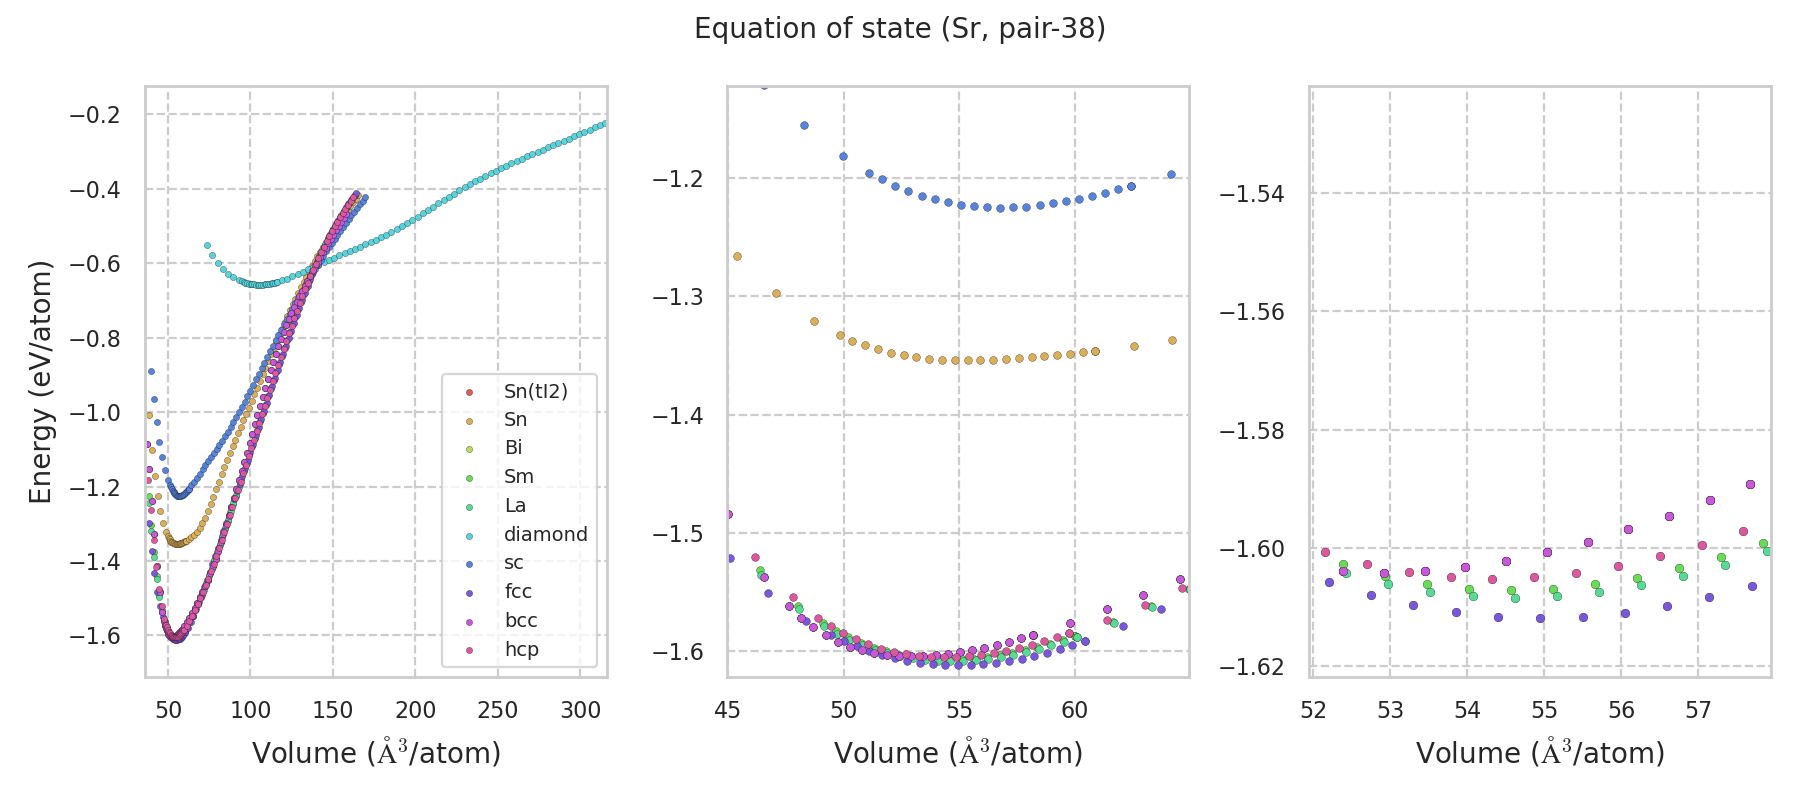 Equation of state (Sr, pair-38)
Energy (eV/atom)
−0.2
−0.4
−0.6
−0.8
−1.0
−1.2
−1.4
−1.6
50 100 150 200 250 300
Volume (Å³/atom)
Sn(tI2)
Sn
Bi
Sm
La
diamond
sc
fcc
bcc
hcp
−1.2
−1.3
−1.4
−1.5
−1.6
45 50 55 60
Volume (Å³/atom)
−1.54
−1.56
−1.58
−1.60
−1.62
52 53 54 55 56 57
Volume (Å³/atom)